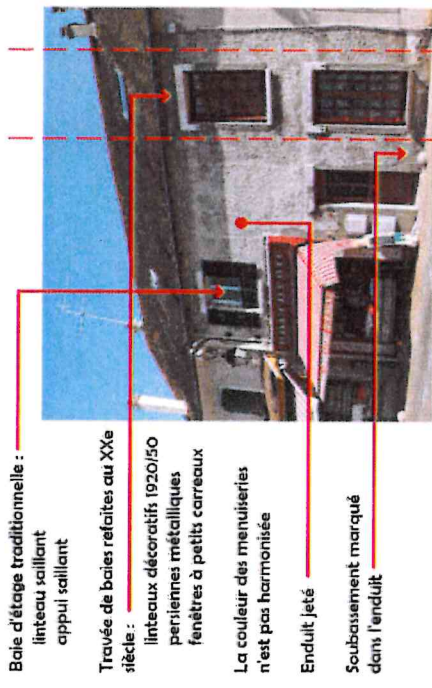 Baie d'étage traditionnelle :
linteau saillant
appui saillant
Travée de baies refaites au XXe
siècle :
linteaux décoratifs 1920/50
persiennes métalliques
fenêtres à petits carreaux
La couleur des menuiseries
n'est pas harmonisée
Enduit jeté
Soubassement marqué
dans l'enduit